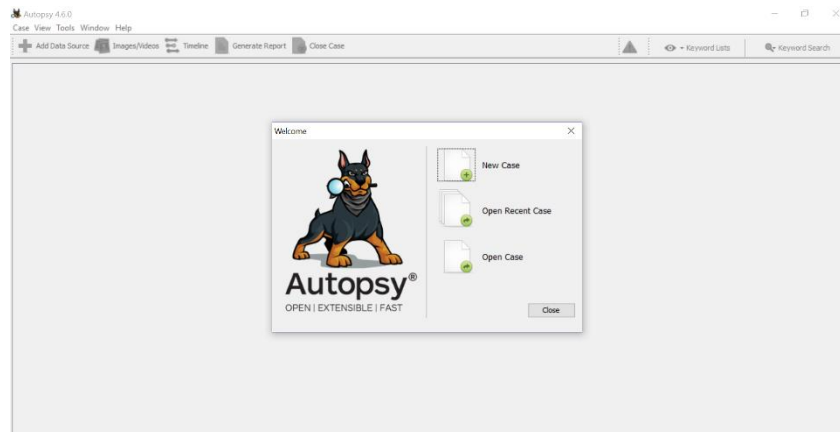 Autopsy 4.6.0
Case View Tools Window Help
Add Data Source Images/Videos Timeline Generate Report Close Case Keyword Lists Keyword Search
Welcome
New Case
Open Recent Case
Open Case
Autopsy®
OPEN | EXTENSIBLE | FAST
Close